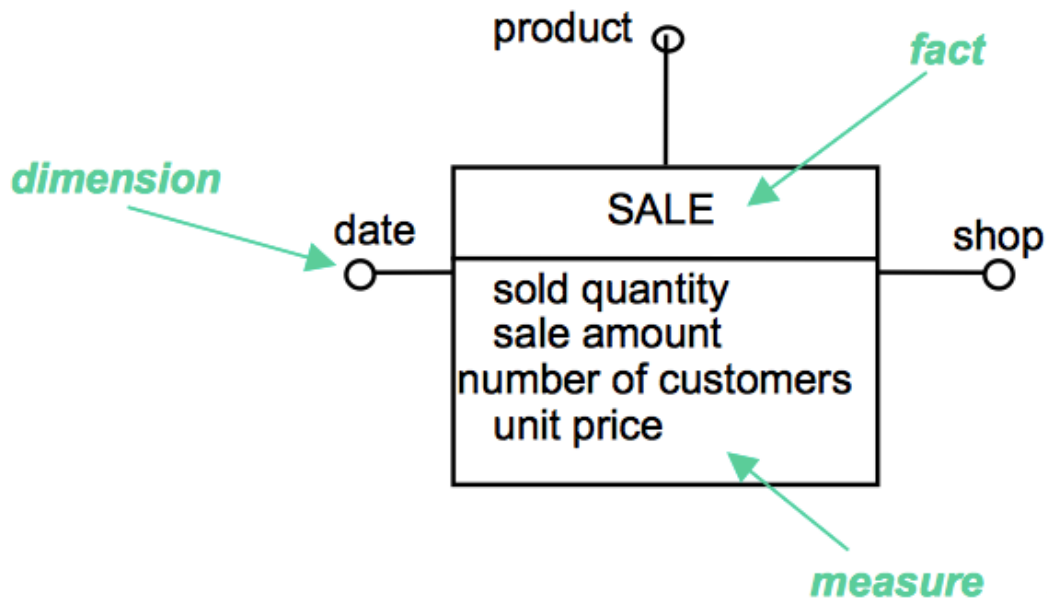 product
fact
dimension
SALE
date
shop
sold quantity
sale amount
number of customers
unit price
measure